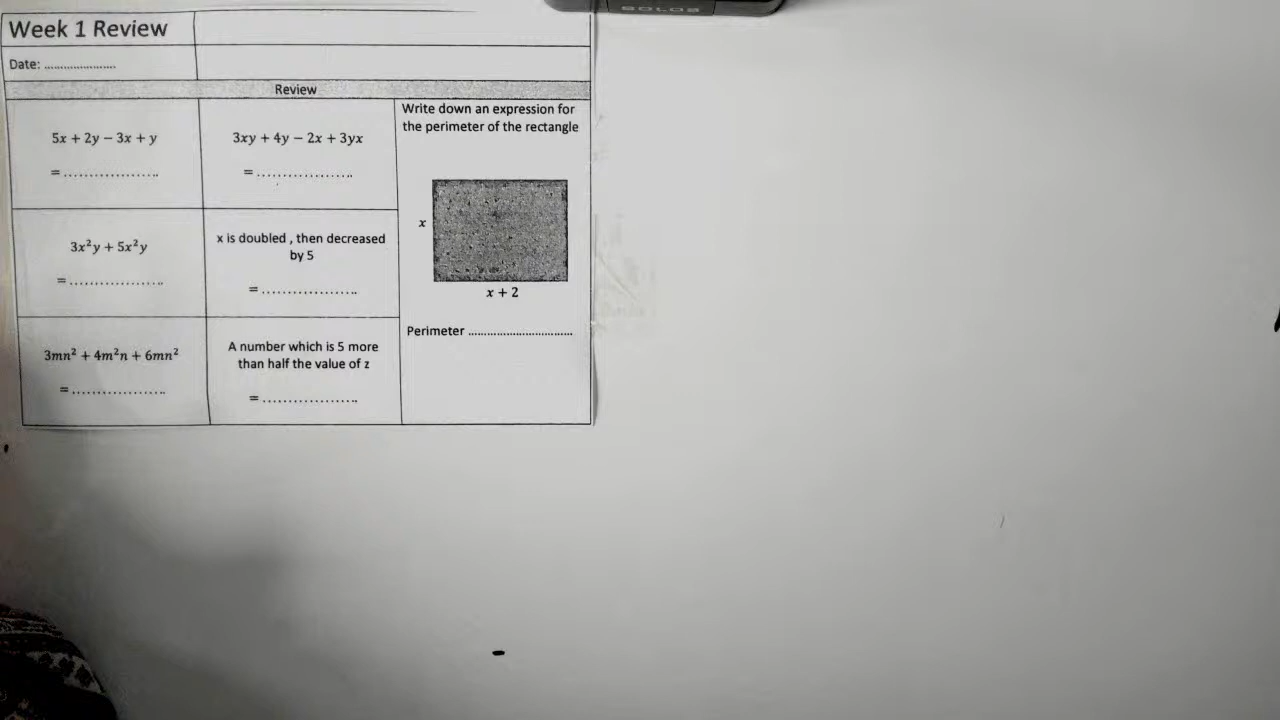 SOLO8
Week 1 Review
Date: .....................
Review
5x + 2y − 3x + y
= ..................
3xy + 4y − 2x + 3yx
= ..................
Write down an expression for
the perimeter of the rectangle
x
x + 2
Perimeter ...............................
3x²y + 5x²y
= ..................
x is doubled , then decreased
by 5
= ..................
3mn² + 4m²n + 6mn²
= ..................
A number which is 5 more
than half the value of z
= ..................